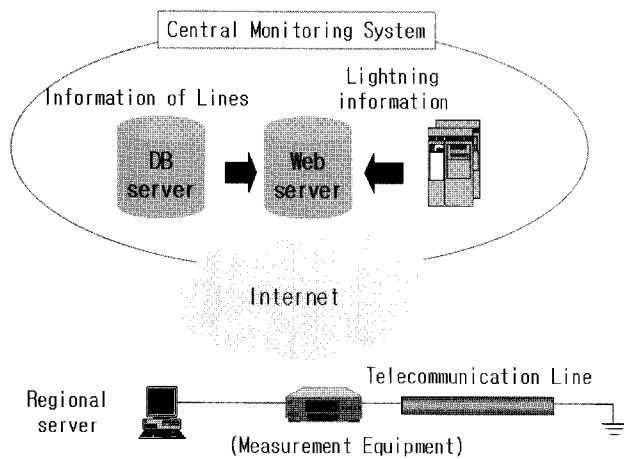 Central Monitoring System
Lightning
information
Information of Lines
DB
server
Web
server
Internet
Telecommunication Line
Regional
server
(Measurement Equipment)